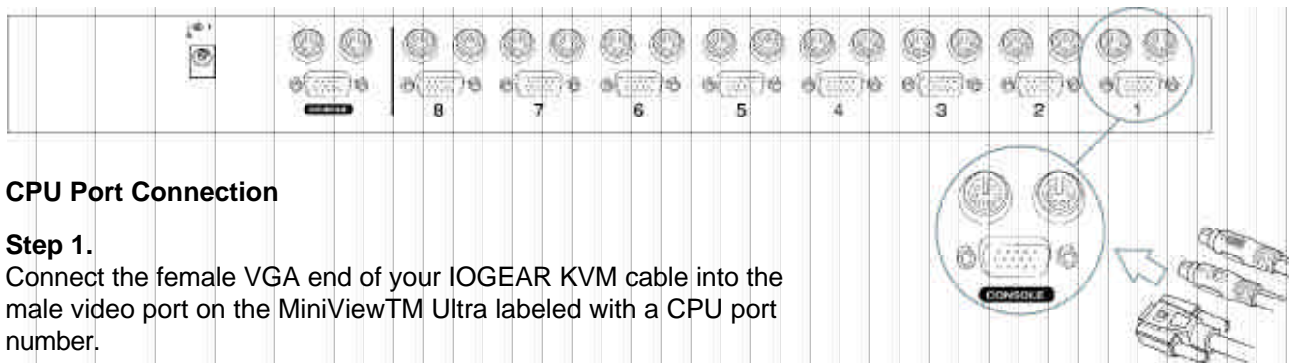 CONSOLE
8 7 6 5 4 3 2 1
CPU Port Connection
Step 1.
Connect the female VGA end of your IOGEAR KVM cable into the
male video port on the MiniViewTM Ultra labeled with a CPU port
number.
CONSOLE